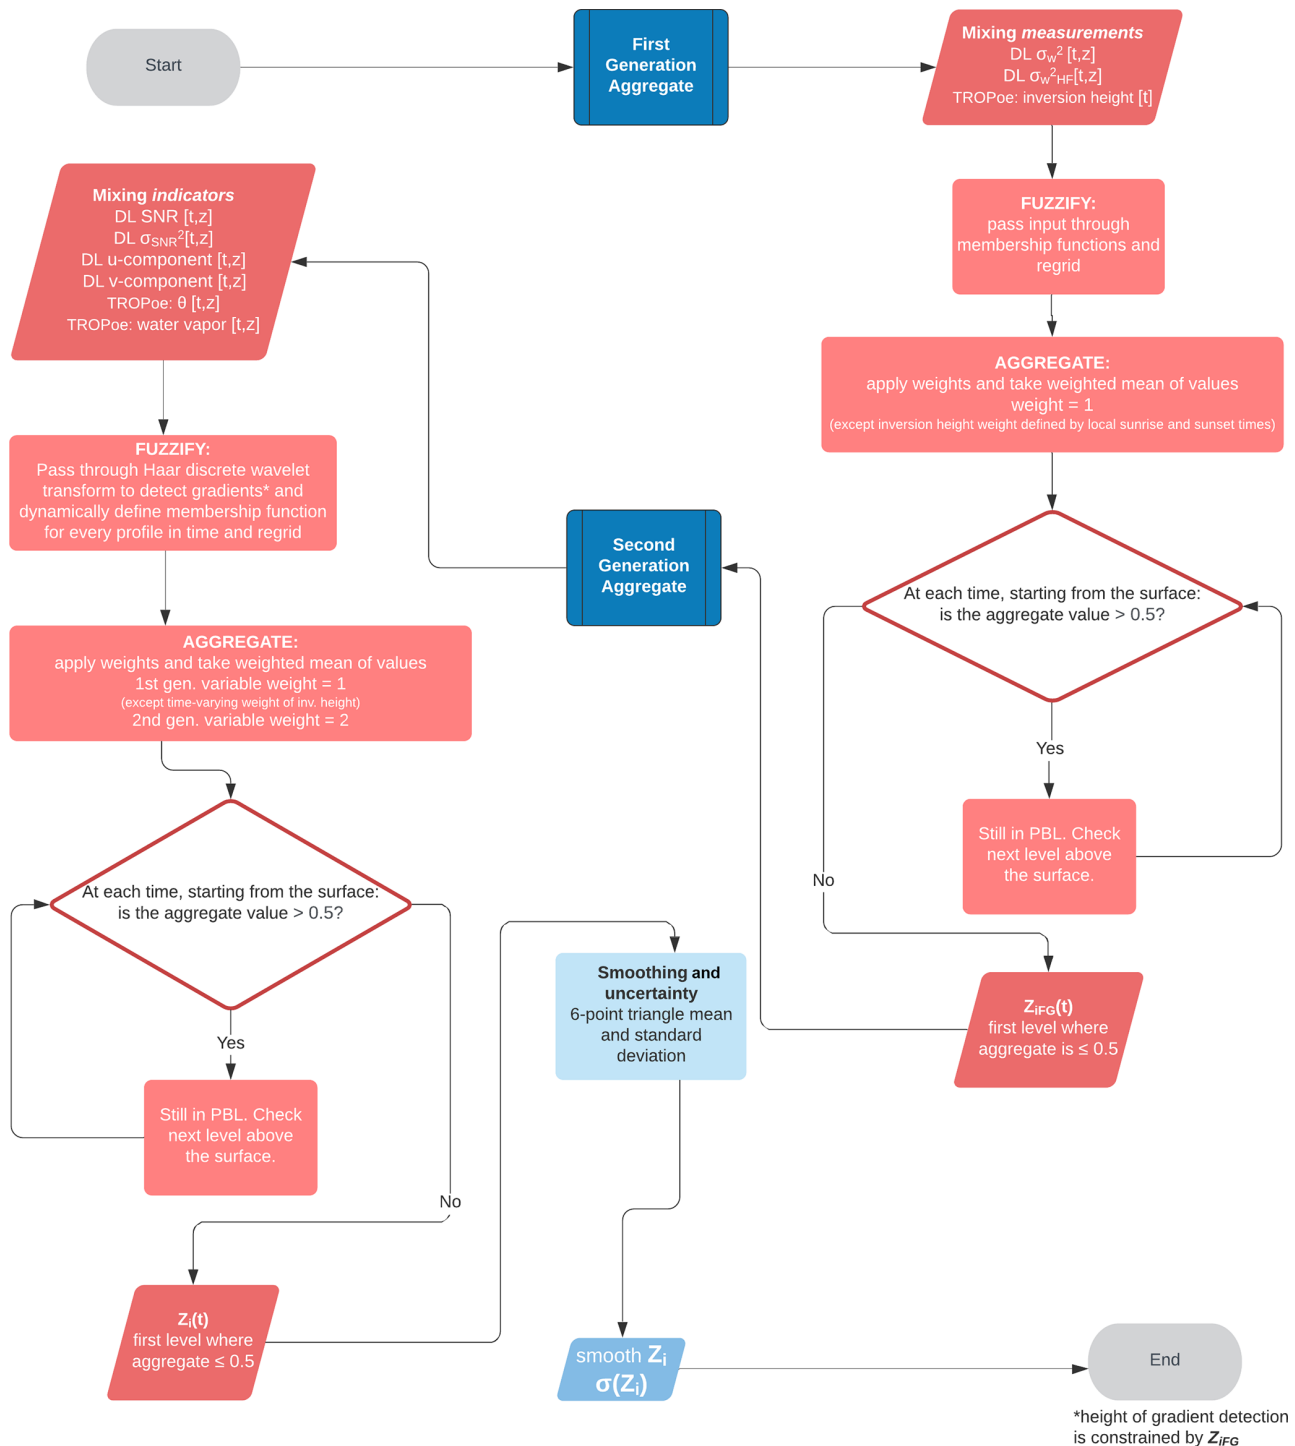 Start
First
Generation
Aggregate
Mixing measurements
DL σw² [t,z]
DL σw²HF[t,z]
TROPoe: inversion height [t]
FUZZIFY:
pass input through
membership functions and
regrid
AGGREGATE:
apply weights and take weighted mean of values
weight = 1
(except inversion height weight defined by local sunrise and sunset times)
At each time, starting from the surface:
is the aggregate value > 0.5?
Yes
Still in PBL. Check
next level above
the surface.
No
ZiFG(t)
first level where
aggregate is ≤ 0.5
Second
Generation
Aggregate
Mixing indicators
DL SNR [t,z]
DL σSNR²[t,z]
DL u-component [t,z]
DL v-component [t,z]
TROPoe: θ [t,z]
TROPoe: water vapor [t,z]
FUZZIFY:
Pass through Haar discrete wavelet
transform to detect gradients* and
dynamically define membership function
for every profile in time and regrid
AGGREGATE:
apply weights and take weighted mean of values
1st gen. variable weight = 1
(except time-varying weight of inv. height)
2nd gen. variable weight = 2
At each time, starting from the surface:
is the aggregate value > 0.5?
Yes
Still in PBL. Check
next level above
the surface.
No
Zi(t)
first level where
aggregate ≤ 0.5
Smoothing and
uncertainty
6-point triangle mean
and standard
deviation
smooth Zi
σ(Zi)
End
*height of gradient detection
is constrained by ZiFG